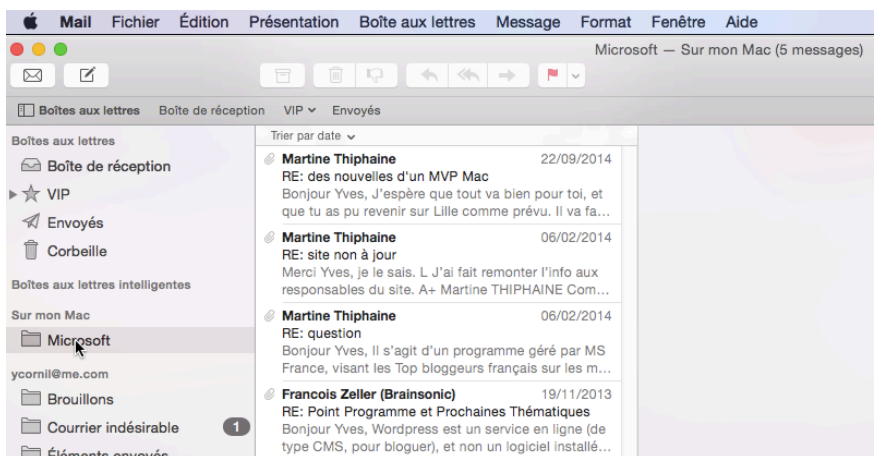 Mail Fichier Édition Présentation Boîte aux lettres Message Format Fenêtre Aide
Microsoft — Sur mon Mac (5 messages)
Boîtes aux lettres Boîte de réception VIP Envoyés
Boîtes aux lettres
Boîte de réception
VIP
Envoyés
Corbeille
Boîtes aux lettres intelligentes
Sur mon Mac
Microsoft
ycornil@me.com
Brouillons
Courrier indésirable 1
Éléments envoyés
Trier par date
Martine Thiphaine 22/09/2014
RE: des nouvelles d'un MVP Mac
Bonjour Yves, J'espère que tout va bien pour toi, et
que tu as pu revenir sur Lille comme prévu. Il va fa...
Martine Thiphaine 06/02/2014
RE: site non à jour
Merci Yves, je le sais. L J'ai fait remonter l'info aux
responsables du site. A+ Martine THIPHAINE Com...
Martine Thiphaine 06/02/2014
RE: question
Bonjour Yves, Il s'agit d'un programme géré par MS
France, visant les Top bloggeurs français sur les m...
Francois Zeller (Brainsonic) 19/11/2013
RE: Point Programme et Prochaines Thématiques
Bonjour Yves, Wordpress est un service en ligne (de
type CMS, pour bloguer), et non un logiciel installé...